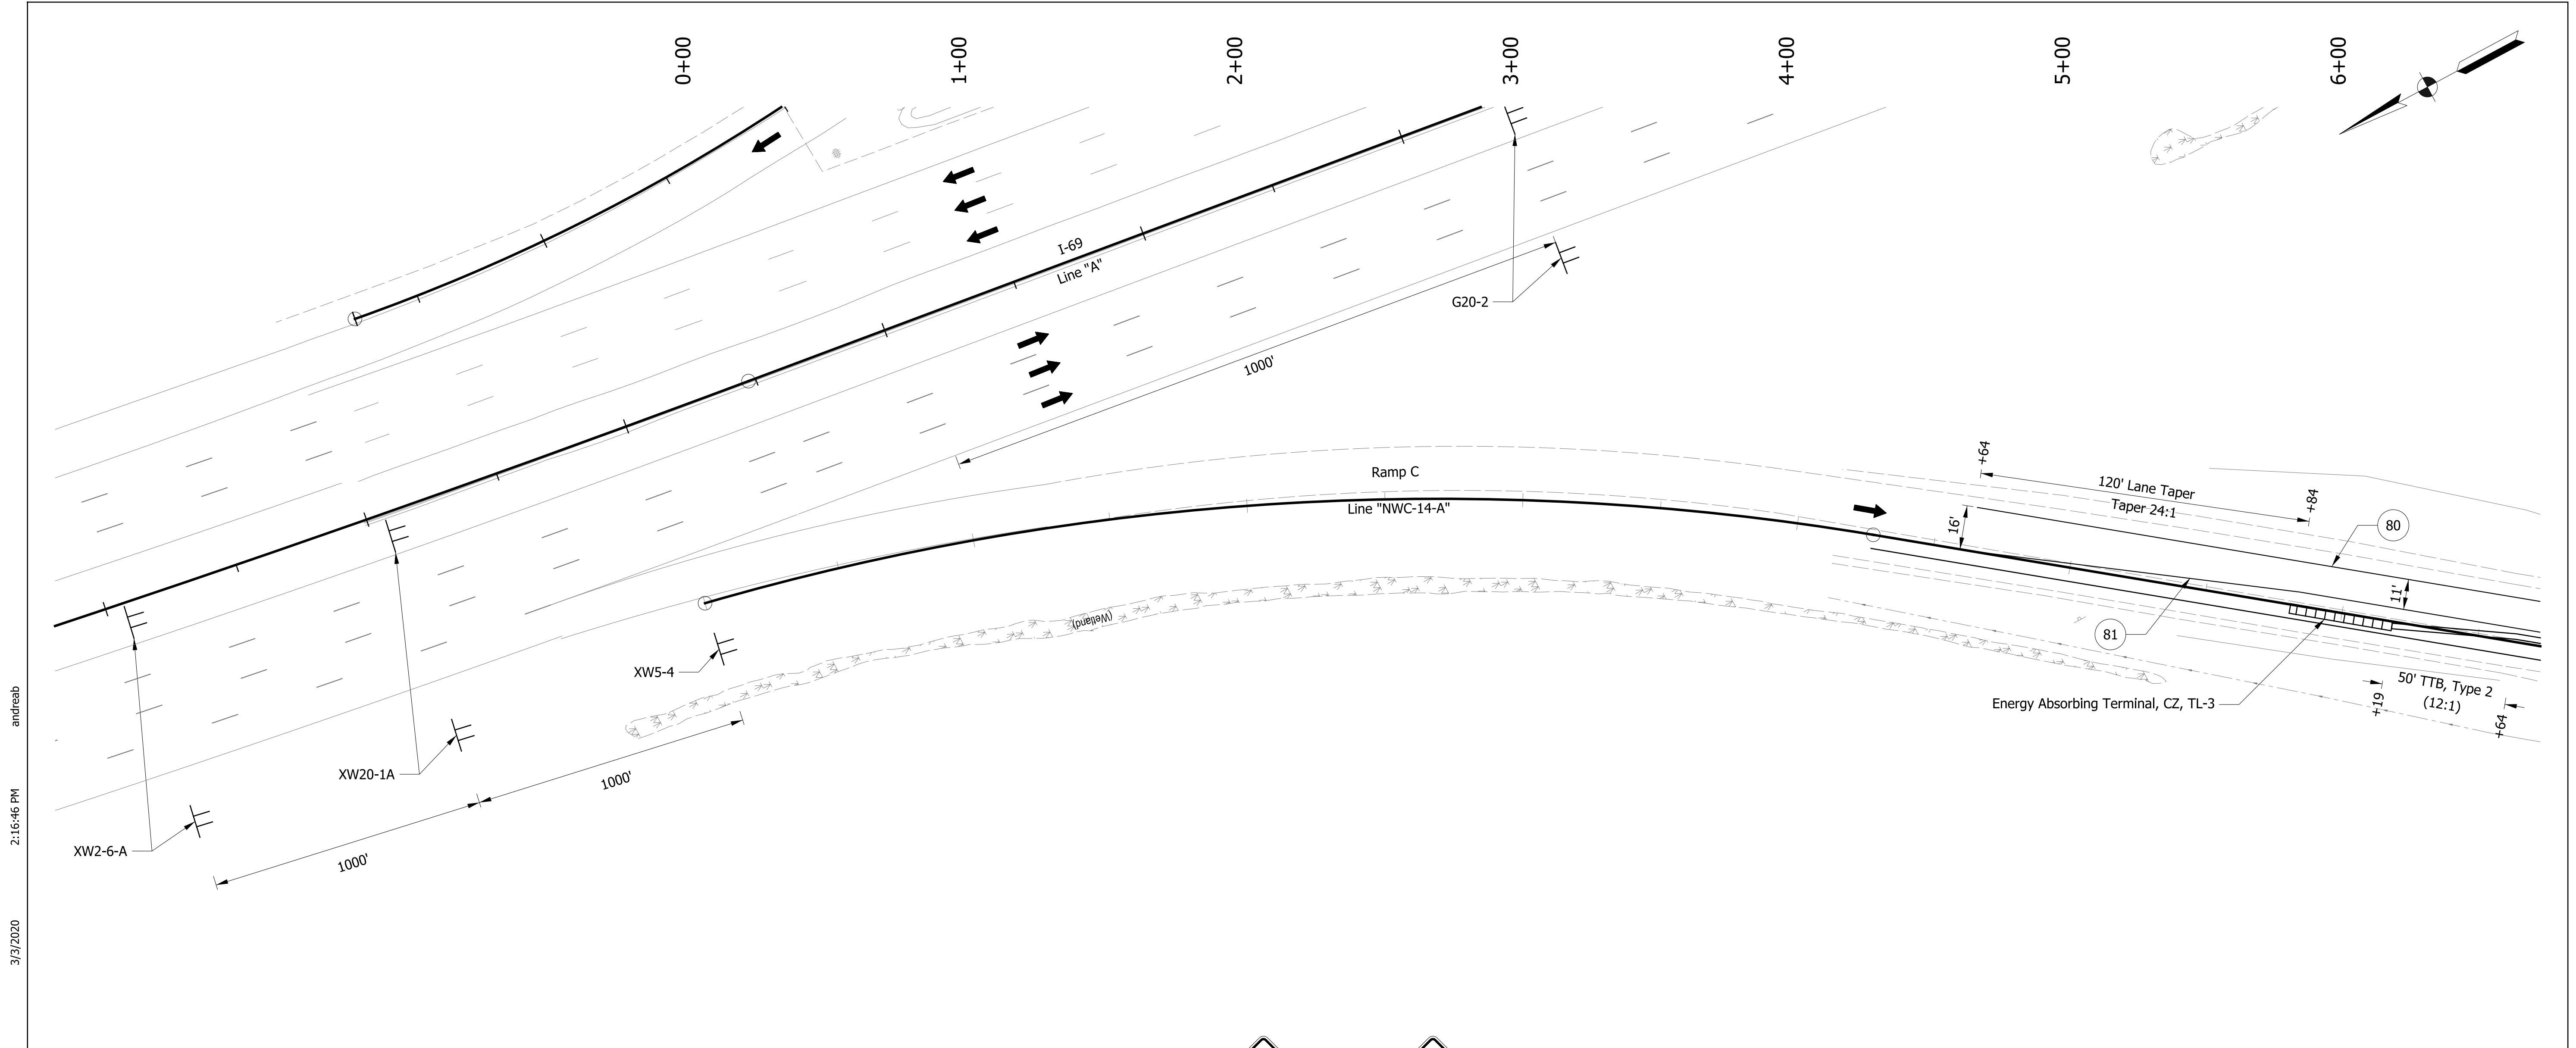 0+00
1+00
2+00
3+00
4+00
5+00
6+00
I-69
Line "A"
G20-2
1000'
Ramp C
Line "NWC-14-A"
+64
120' Lane Taper
Taper 24:1
+84
80
16'
11'
81
(Wetland)
XW5-4
Energy Absorbing Terminal, CZ, TL-3
+19
50' TTB, Type 2
(12:1)
+64
XW20-1A
1000'
XW2-6-A
1000'
andreab
2:16:46 PM
3/3/2020